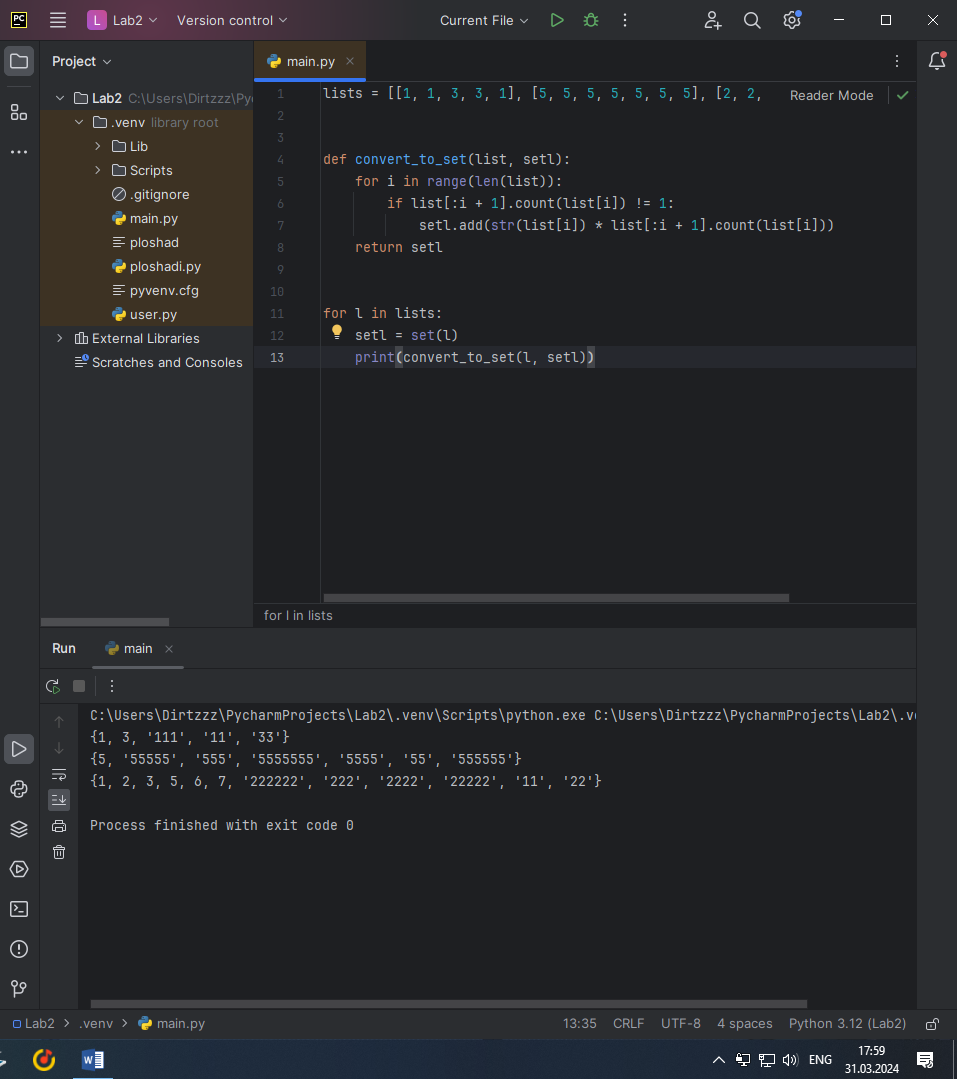 PC
L Lab2 Version control Current File
Project
main.py
Lab2 C:\Users\Dirtzzz\Pyc
.venv library root
Lib
Scripts
.gitignore
main.py
ploshad
ploshadi.py
pyvenv.cfg
user.py
External Libraries
Scratches and Consoles
Reader Mode
1 lists = [[1, 1, 3, 3, 1], [5, 5, 5, 5, 5, 5, 5], [2, 2,
2
3
4 def convert_to_set(list, setl):
5     for i in range(len(list)):
6         if list[:i + 1].count(list[i]) != 1:
7             setl.add(str(list[i]) * list[:i + 1].count(list[i]))
8     return setl
9
10
11 for l in lists:
12     setl = set(l)
13     print(convert_to_set(l, setl))
for l in lists
Run main
C:\Users\Dirtzzz\PycharmProjects\Lab2\.venv\Scripts\python.exe C:\Users\Dirtzzz\PycharmProjects\Lab2\.ve
{1, 3, '111', '11', '33'}
{5, '55555', '555', '5555555', '5555', '55', '555555'}
{1, 2, 3, 5, 6, 7, '222222', '222', '2222', '22222', '11', '22'}
Process finished with exit code 0
Lab2 > .venv > main.py 13:35 CRLF UTF-8 4 spaces Python 3.12 (Lab2)
W ENG 17:59
31.03.2024